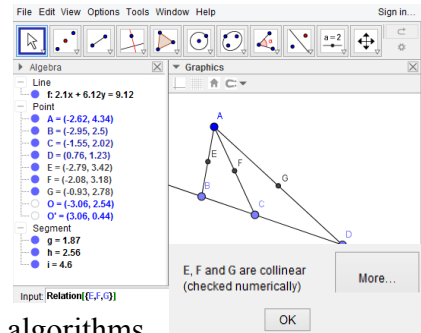 File Edit View Options Tools Window Help Sign in...
a=2
Algebra
Graphics
Line
f: 2.1x + 6.12y = 9.12
Point
A = (-2.62, 4.34)
B = (-2.95, 2.5)
C = (-1.55, 2.02)
D = (0.76, 1.23)
E = (-2.79, 3.42)
F = (-2.08, 3.18)
G = (-0.93, 2.78)
O = (-3.06, 2.54)
O' = (-3.06, 0.44)
Segment
g = 1.87
h = 2.56
i = 4.6
A
E
F
G
B
C
D
E, F and G are collinear
(checked numerically)
More...
OK
Input: Relation[{E,F,G}]
algorithms